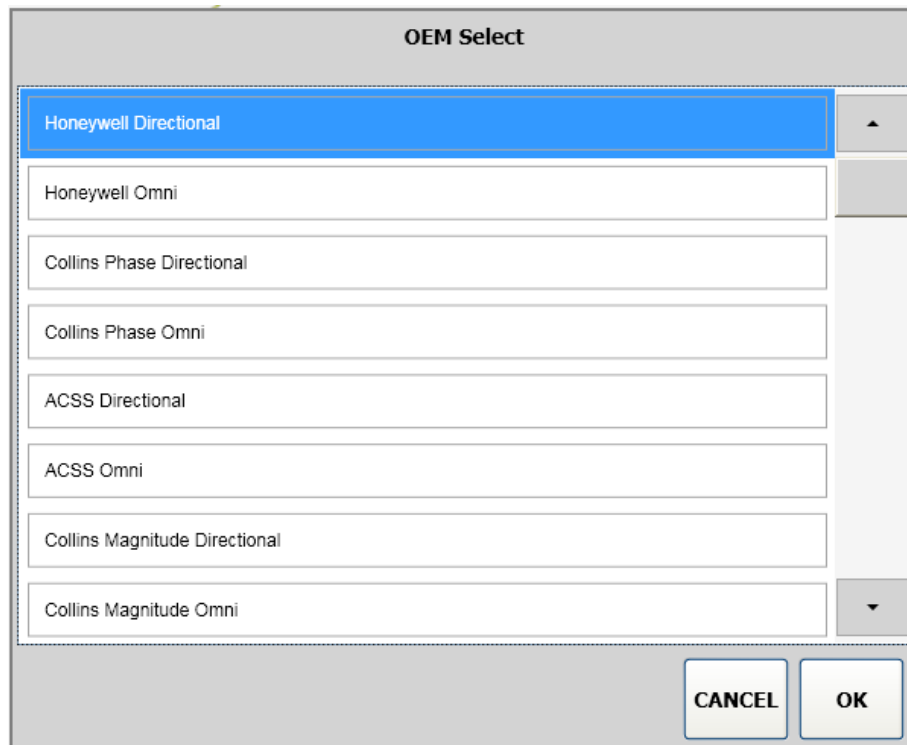 OEM Select
Honeywell Directional
Honeywell Omni
Collins Phase Directional
Collins Phase Omni
ACSS Directional
ACSS Omni
Collins Magnitude Directional
Collins Magnitude Omni
CANCEL OK